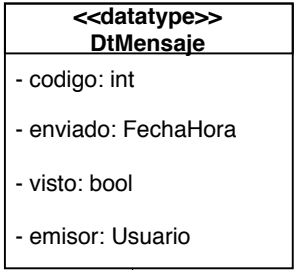 <<datatype>>
DtMensaje
- codigo: int
- enviado: FechaHora
- visto: bool
- emisor: Usuario